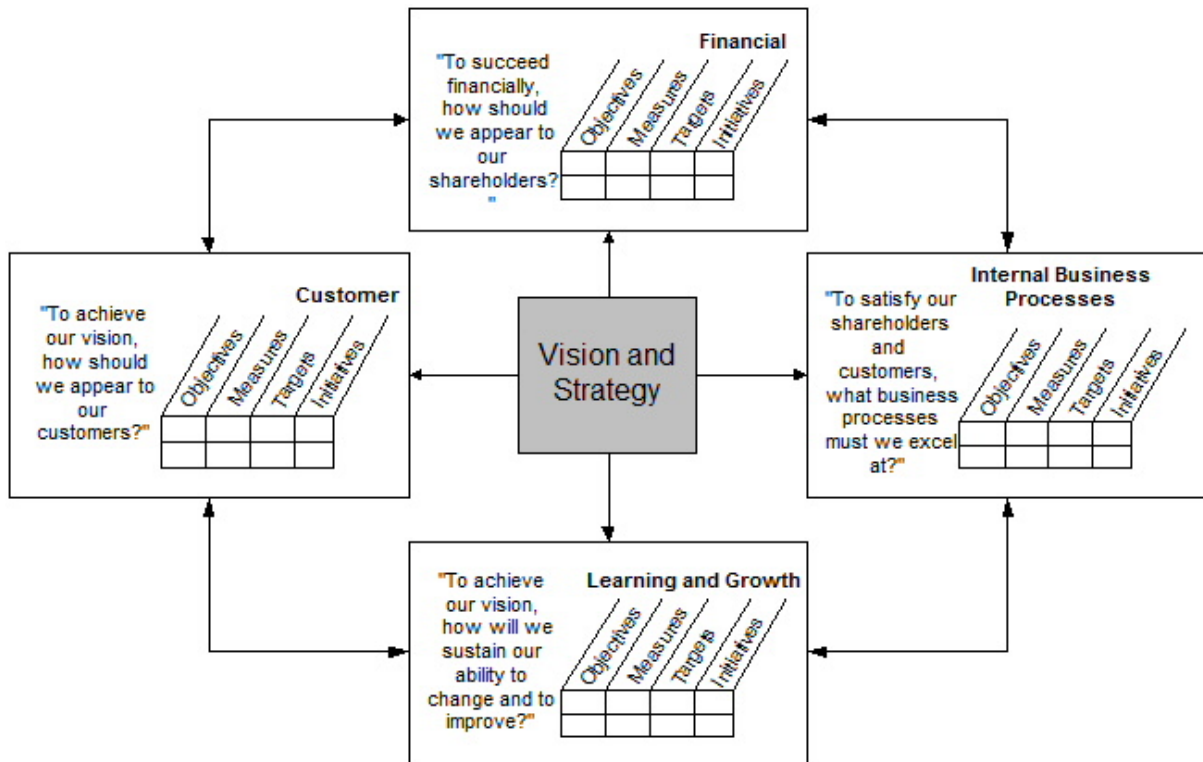 Financial
"To succeed
financially,
how should
we appear to
our
shareholders?
"
Objectives
Measures
Targets
Initiatives
Customer
"To achieve
our vision,
how should
we appear to
our
customers?"
Objectives
Measures
Targets
Initiatives
Vision and
Strategy
Internal Business
Processes
"To satisfy our
shareholders
and
customers,
what business
processes
must we excel
at?"
Objectives
Measures
Targets
Initiatives
Learning and Growth
"To achieve
our vision,
how will we
sustain our
ability to
change and to
improve?"
Objectives
Measures
Targets
Initiatives